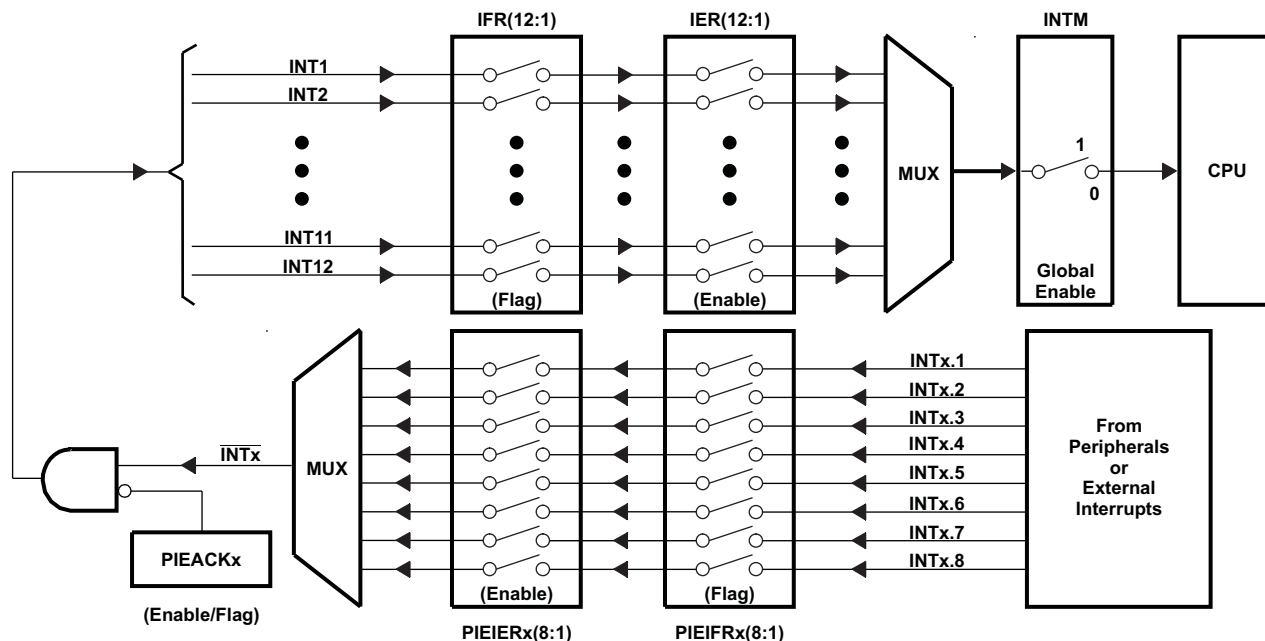 IFR(12:1)
IER(12:1)
INTM
INT1
INT2
1
MUX
CPU
0
INT11
INT12
Global
Enable
(Flag)
(Enable)
INTx.1
INTx.2
INTx.3
From
INTx.4
Peripherals
INTx
MUX
or
INTx.5
External
INTx.6
Interrupts
INTx.7
PIEACKx
INTx.8
(Enable)
(Flag)
(Enable/Flag)
PIEIERx(8:1)
PIEIFRx(8:1)